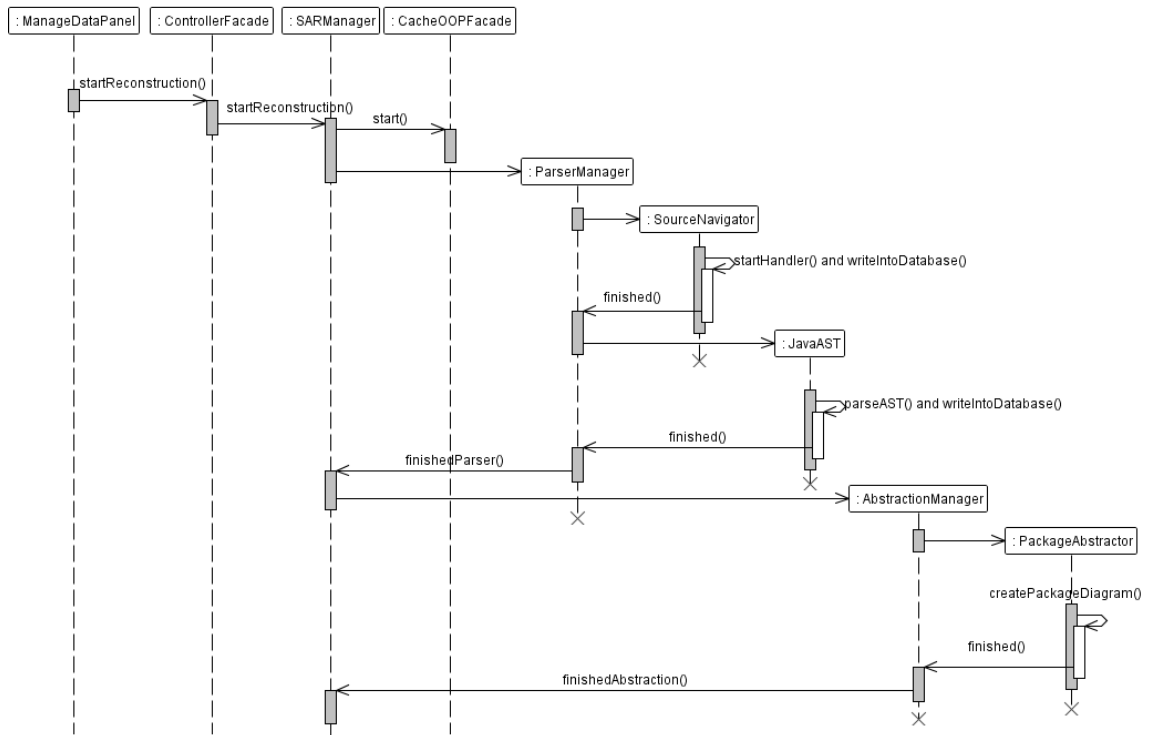 : ManageDataPanel
: ControllerFacade
: SARManager
: CacheOOPFacade
startReconstruction()
startReconstruction()
start()
: ParserManager
: SourceNavigator
startHandler() and writeIntoDatabase()
finished()
: JavaAST
parseAST() and writeIntoDatabase()
finished()
finishedParser()
: AbstractionManager
: PackageAbstractor
createPackageDiagram()
finished()
finishedAbstraction()